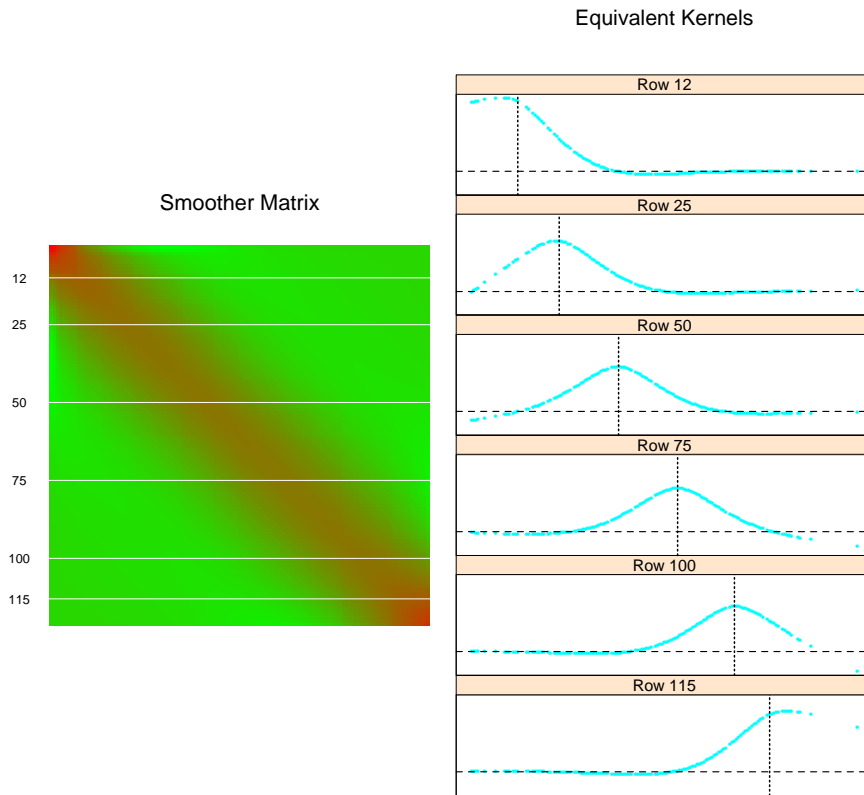 Equivalent Kernels
Smoother Matrix
12
25
50
75
100
115
Row 12
Row 25
Row 50
Row 75
Row 100
Row 115